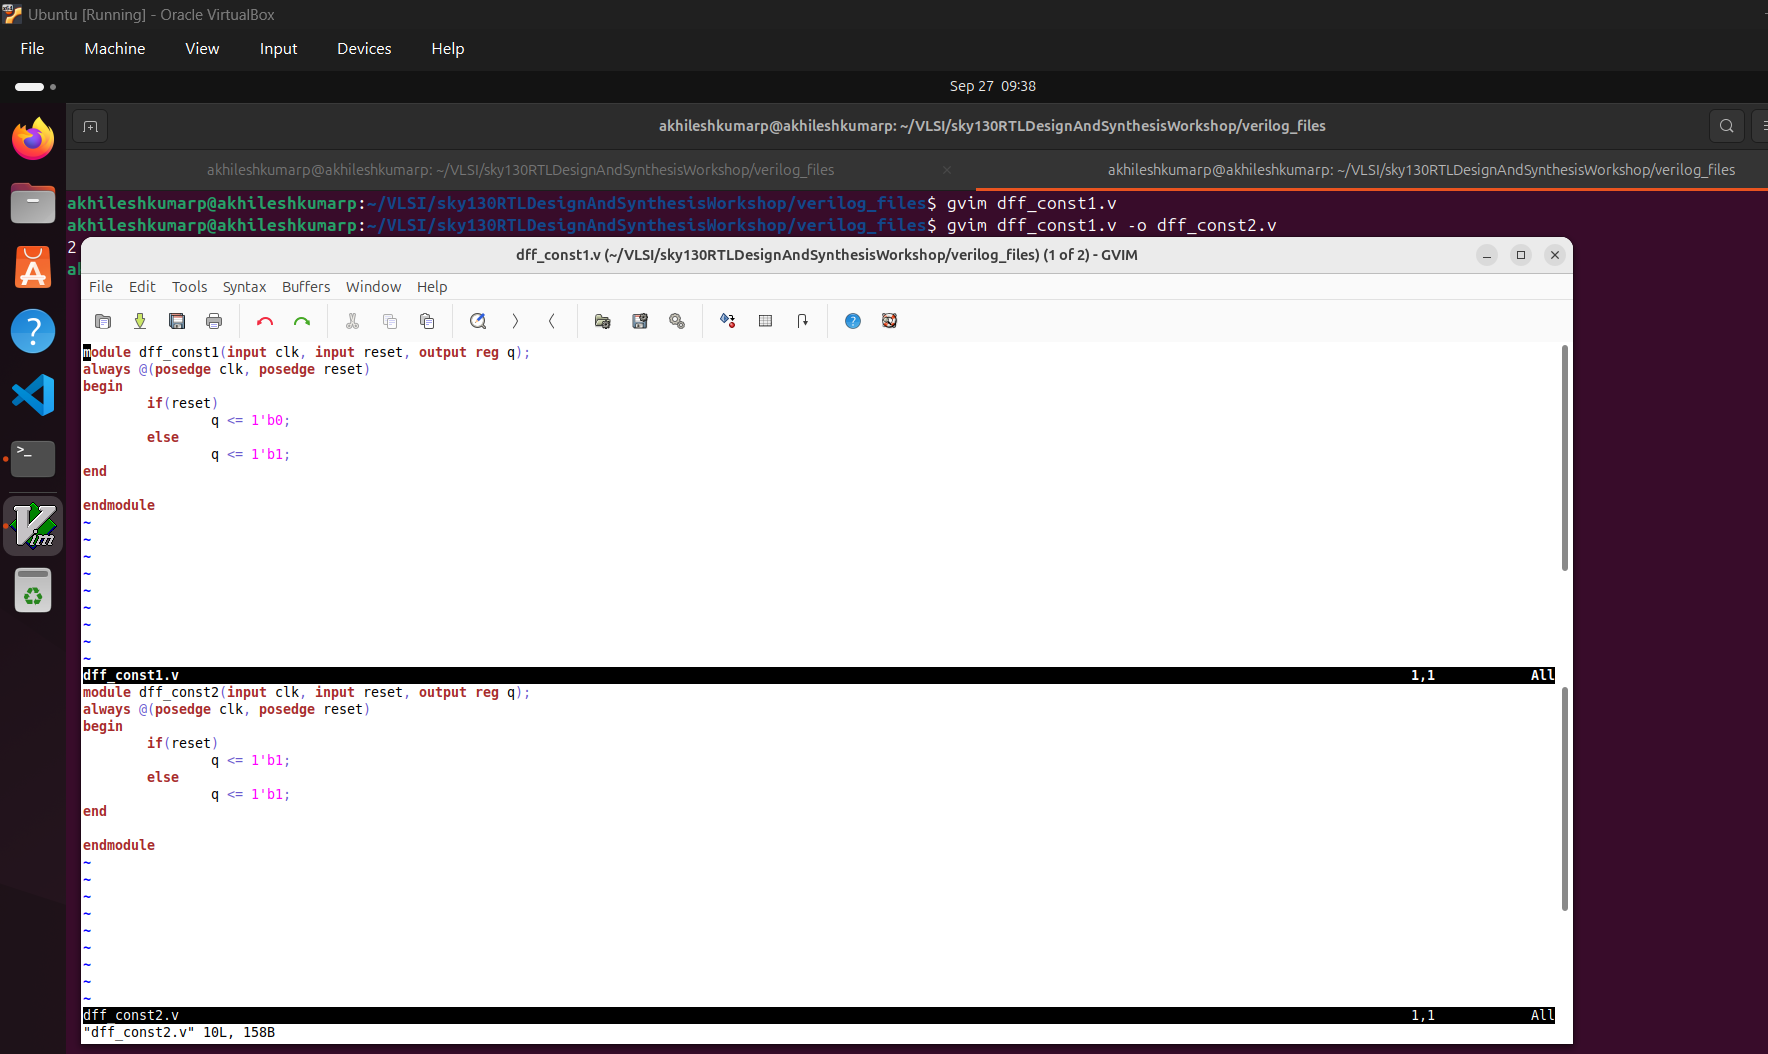 Ubuntu [Running] - Oracle VirtualBox
File Machine View Input Devices Help
Sep 27 09:38
akhileshkumarp@akhileshkumarp: ~/VLSI/sky130RTLDesignAndSynthesisWorkshop/verilog_files
akhileshkumarp@akhileshkumarp: ~/VLSI/sky130RTLDesignAndSynthesisWorkshop/verilog_files × akhileshkumarp@akhileshkumarp: ~/VLSI/sky130RTLDesignAndSynthesisWorkshop/verilog_files
akhileshkumarp@akhileshkumarp:~/VLSI/sky130RTLDesignAndSynthesisWorkshop/verilog_files$ gvim dff_const1.v
akhileshkumarp@akhileshkumarp:~/VLSI/sky130RTLDesignAndSynthesisWorkshop/verilog_files$ gvim dff_const1.v -o dff_const2.v
2
dff_const1.v (~/VLSI/sky130RTLDesignAndSynthesisWorkshop/verilog_files) (1 of 2) - GVIM
File Edit Tools Syntax Buffers Window Help
module dff_const1(input clk, input reset, output reg q);
always @(posedge clk, posedge reset)
begin
if(reset)
q <= 1'b0;
else
q <= 1'b1;
end
endmodule
~
~
~
~
~
~
~
~
~
dff_const1.v 1,1 All
module dff_const2(input clk, input reset, output reg q);
always @(posedge clk, posedge reset)
begin
if(reset)
q <= 1'b1;
else
q <= 1'b1;
end
endmodule
~
~
~
~
~
~
~
~
~
dff_const2.v 1,1 All
"dff_const2.v" 10L, 158B